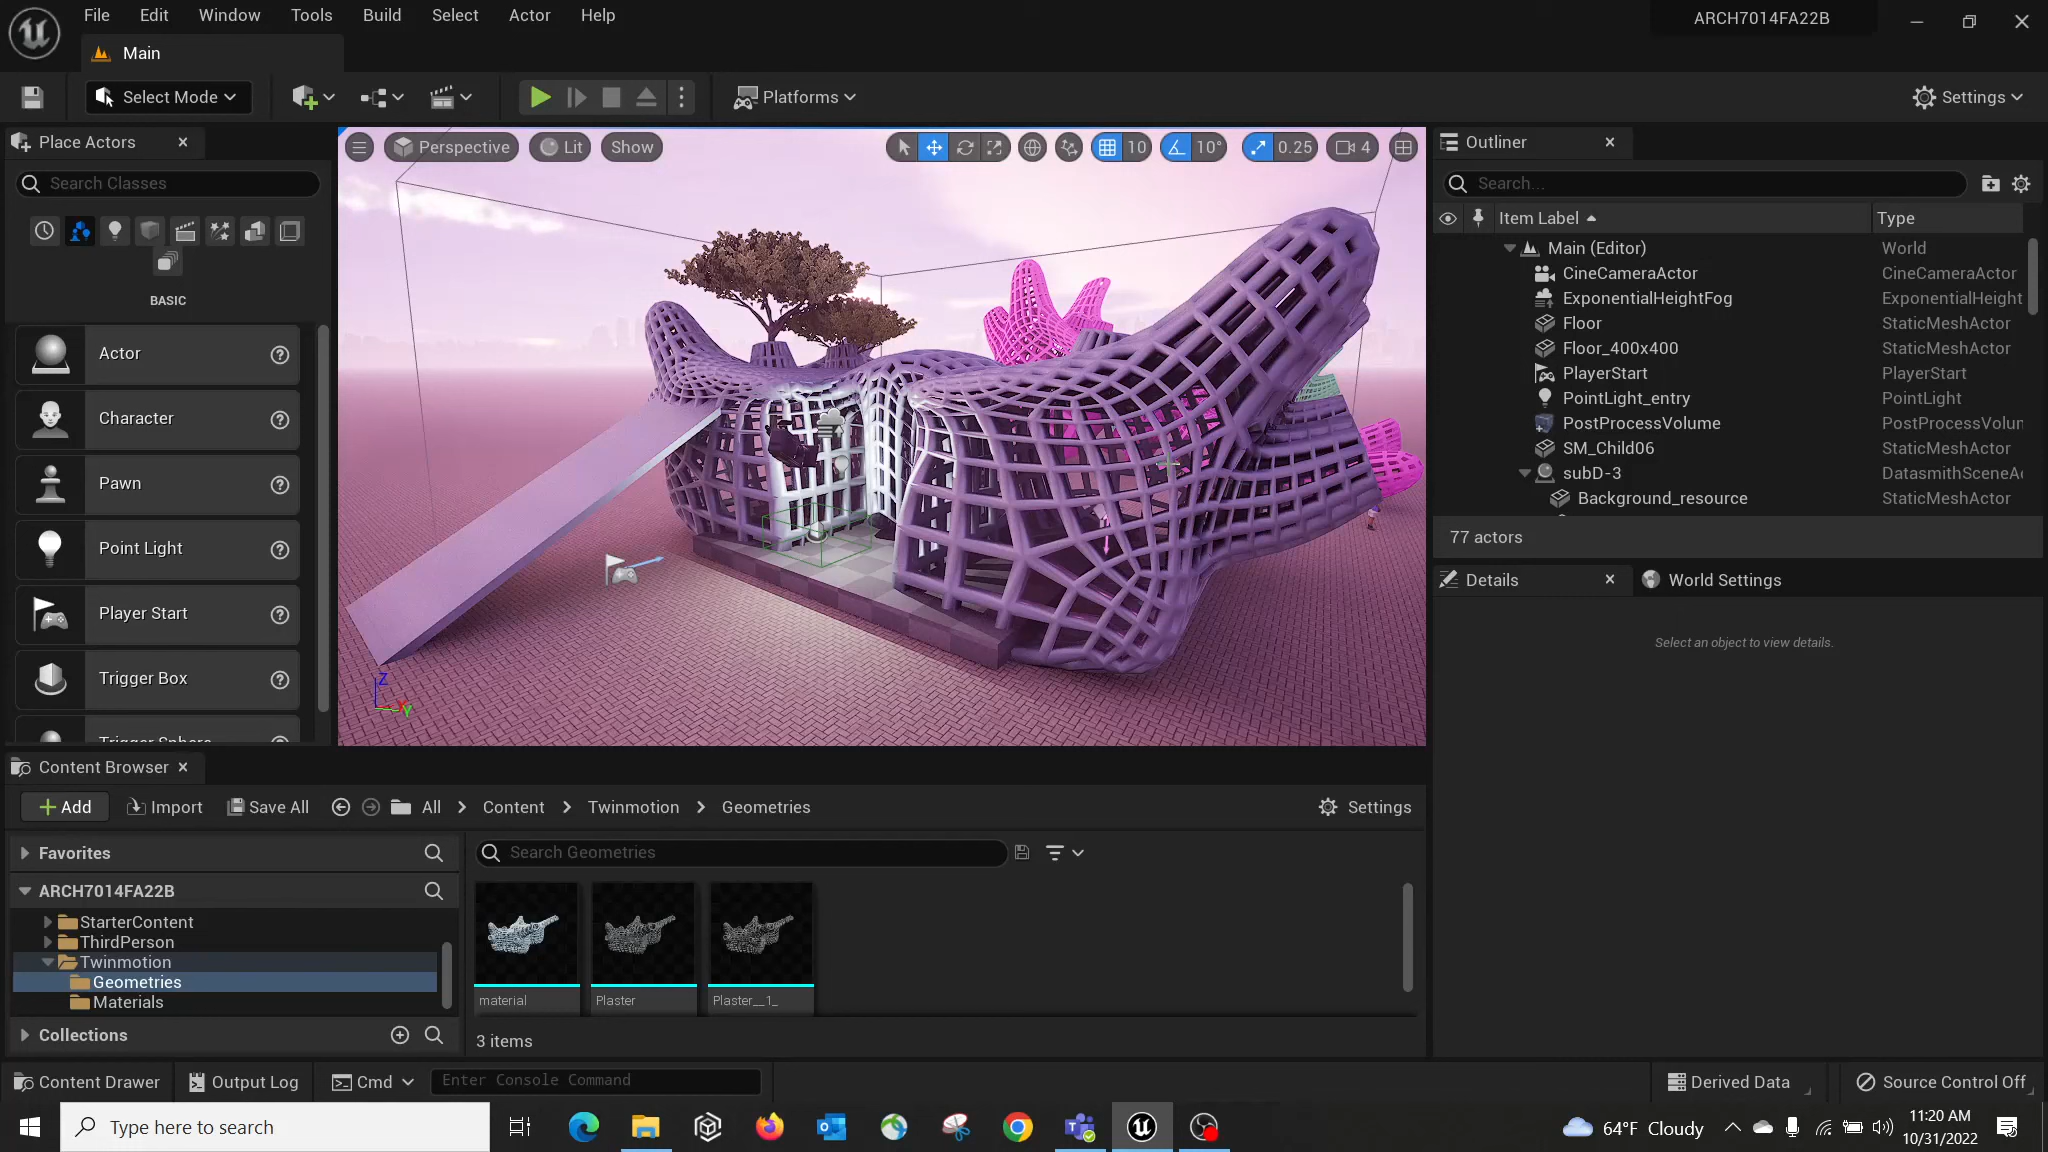 File Edit Window Tools Build Select Actor Help
ARCH7014FA22B
Main
Select Mode
Platforms
Settings
Place Actors
Search Classes
BASIC
Actor
Character
Pawn
Point Light
Player Start
Trigger Box
Trigger Sphere
Perspective Lit Show 10 10° 0.25 4
Z
Y
Outliner
Search...
Item Label Type
Main (Editor) World
CineCameraActor CineCameraActor
ExponentialHeightFog ExponentialHeight
Floor StaticMeshActor
Floor_400x400 StaticMeshActor
PlayerStart PlayerStart
PointLight_entry PointLight
PostProcessVolume PostProcessVolun
SM_Child06 StaticMeshActor
subD-3 DatasmithSceneAc
Background_resource StaticMeshActor
77 actors
Details World Settings
Select an object to view details.
Content Browser
Add Import Save All All Content Twinmotion Geometries Settings
Favorites
ARCH7014FA22B
StarterContent
ThirdPerson
Twinmotion
Geometries
Materials
Collections
Search Geometries
material Plaster Plaster__1_
3 items
Content Drawer Output Log Cmd Enter Console Command Derived Data Source Control Off
Type here to search
64°F Cloudy
11:20 AM
10/31/2022